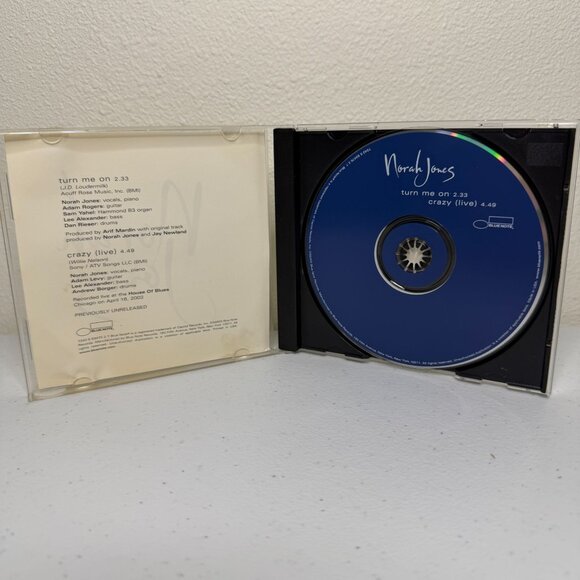 turn me on 2.33
(J.D. Loudermilk)
Acuff Rose Music, Inc. (BMI)
Norah Jones: vocals, piano
Adam Rogers: guitar
Sam Yahel: Hammond B3 organ
Lee Alexander: bass
Dan Rieser: drums
Produced by Arif Mardin with original track
produced by Norah Jones and Jay Newland
crazy (live) 4.49
(Willie Nelson)
Sony / ATV Songs LLC (BMI)
Norah Jones: vocals, piano
Adam Levy: guitar
Lee Alexander: bass
Andrew Borger: drums
Recorded live at the House Of Blues
Chicago on April 16, 2002
PREVIOUSLY UNRELEASED
BLUE NOTE
Norah Jones
turn me on 2.33
crazy (live) 4.49
BLUE NOTE